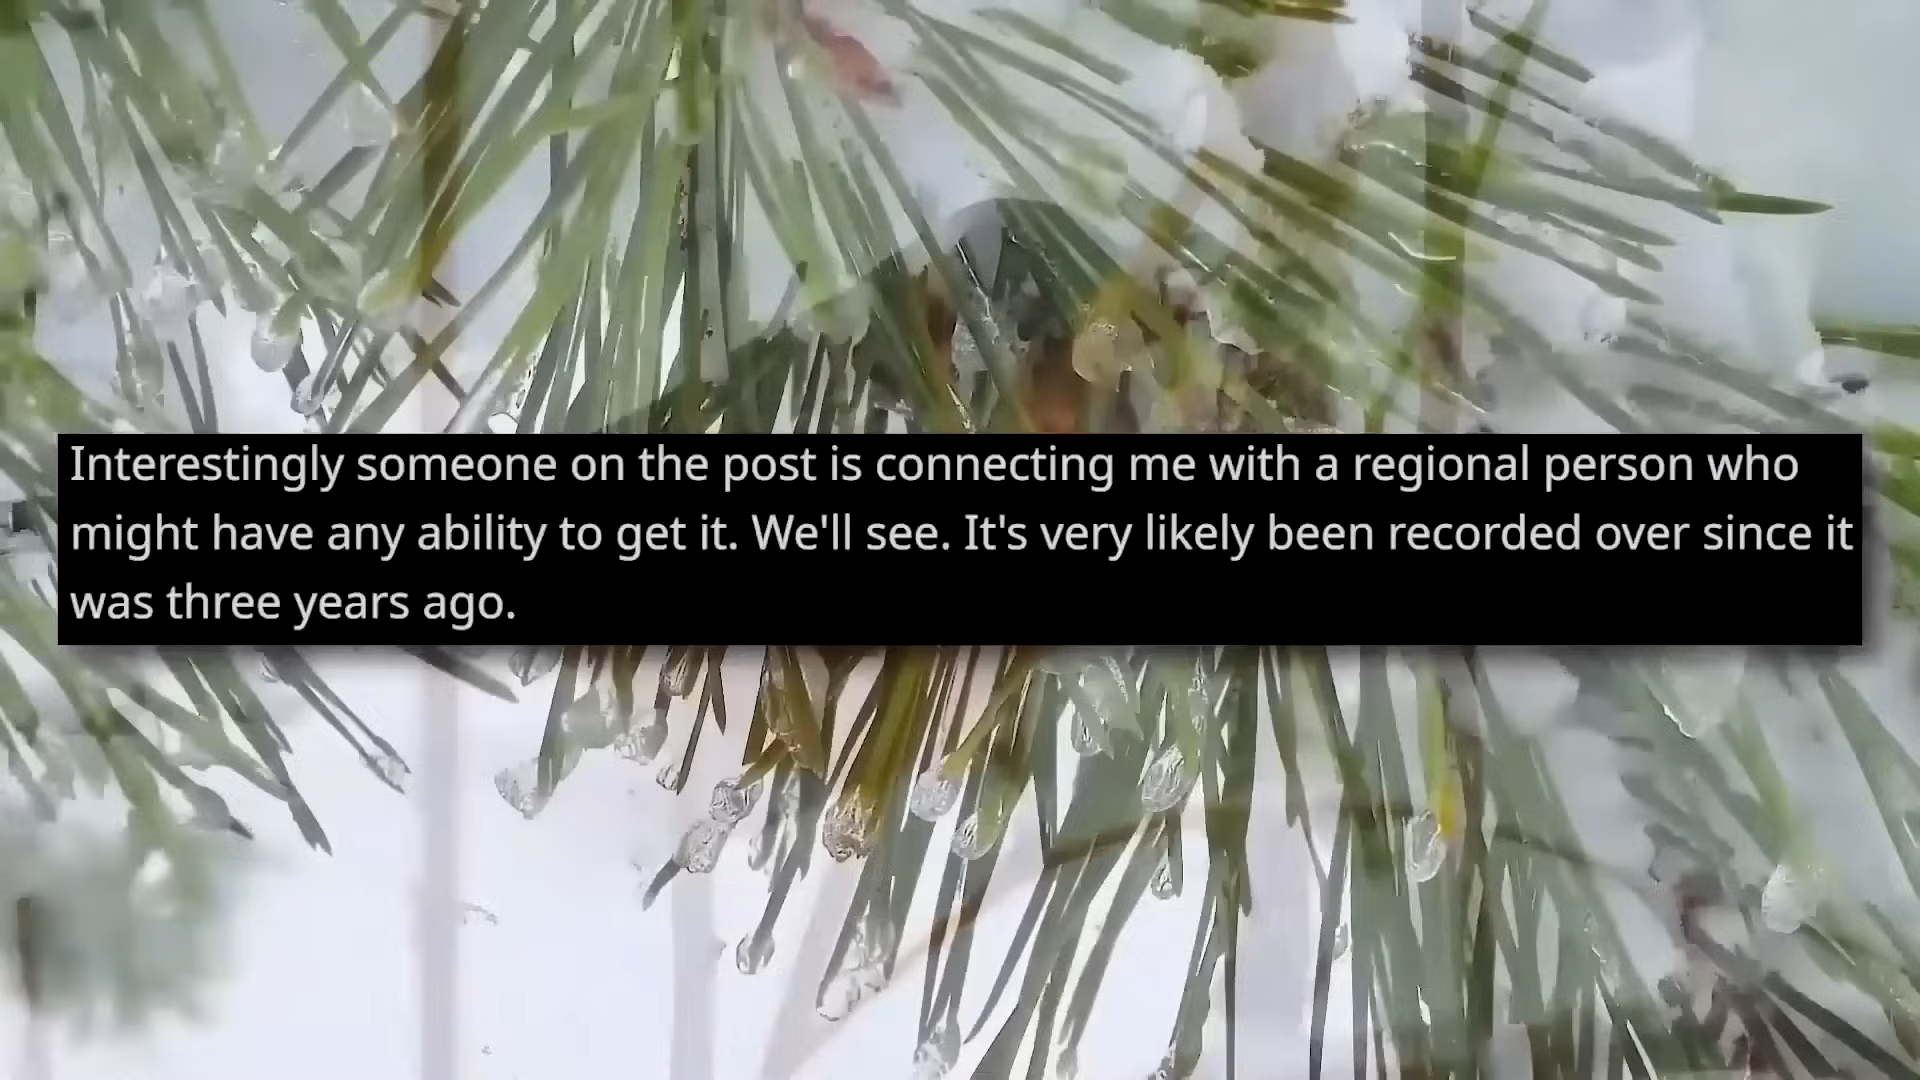 Interestingly someone on the post is connecting me with a regional person who
might have any ability to get it. We'll see. It's very likely been recorded over since it
was three years ago.